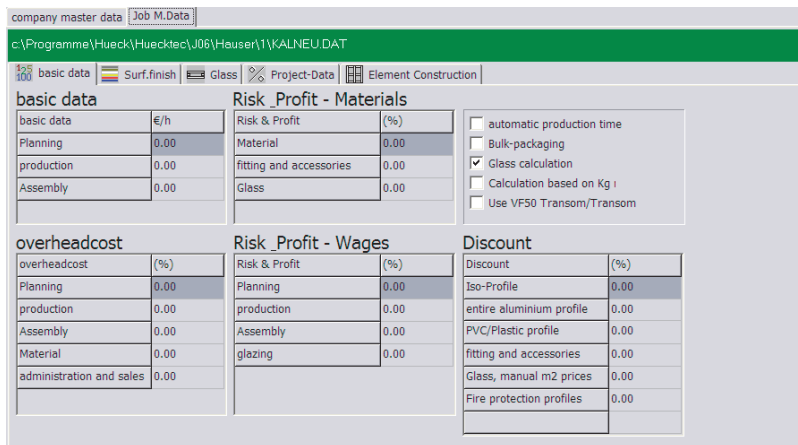 company master data Job M.Data
c:\Programme\Hueck\Huecktec\J06\Hauser\1\KALNEU.DAT
basic data Surf.finish Glass Project-Data Element Construction
basic data
basic data €/h
Planning 0.00
production 0.00
Assembly 0.00
Risk _Profit - Materials
Risk & Profit (%)
Material 0.00
fitting and accessories 0.00
Glass 0.00
automatic production time
Bulk-packaging
Glass calculation
Calculation based on Kg
Use VF50 Transom/Transom
overheadcost
overheadcost (%)
Planning 0.00
production 0.00
Assembly 0.00
Material 0.00
administration and sales 0.00
Risk _Profit - Wages
Risk & Profit (%)
Planning 0.00
production 0.00
Assembly 0.00
glazing 0.00
Discount
Discount (%)
Iso-Profile 0.00
entire aluminium profile 0.00
PVC/Plastic profile 0.00
fitting and accessories 0.00
Glass, manual m2 prices 0.00
Fire protection profiles 0.00